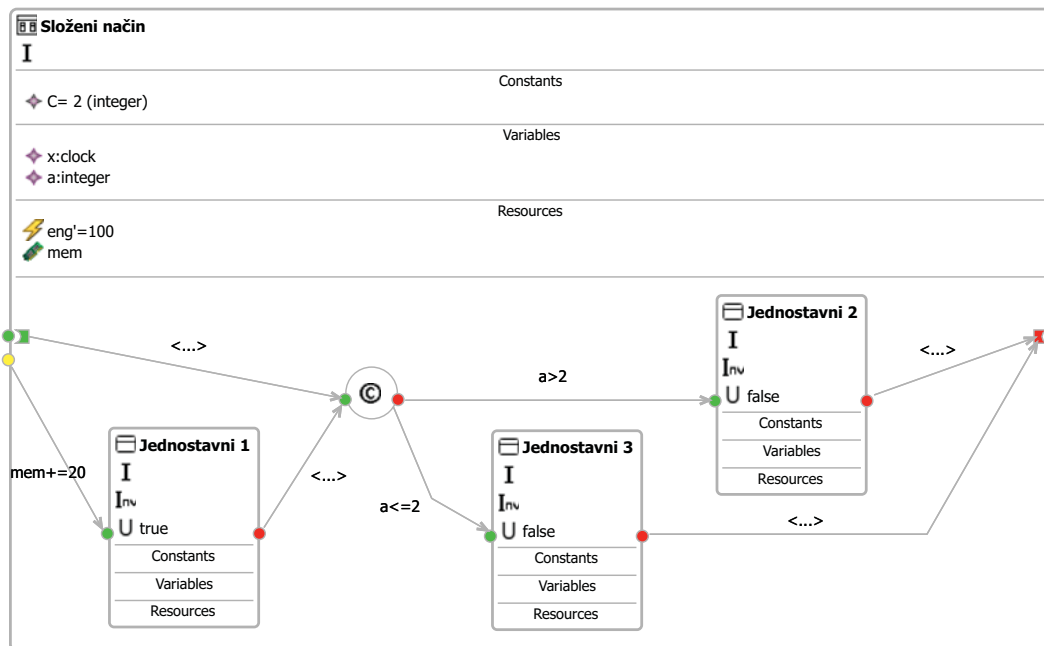 Složeni način
I
Constants
C= 2 (integer)
Variables
x:clock
a:integer
Resources
eng'=100
mem
<...>
a>2
Jednostavni 2
I
Inv
U false
Constants
Variables
Resources
<...>
©
mem+=20
Jednostavni 1
I
Inv
U true
Constants
Variables
Resources
<...>
a<=2
Jednostavni 3
I
Inv
U false
Constants
Variables
Resources
<...>